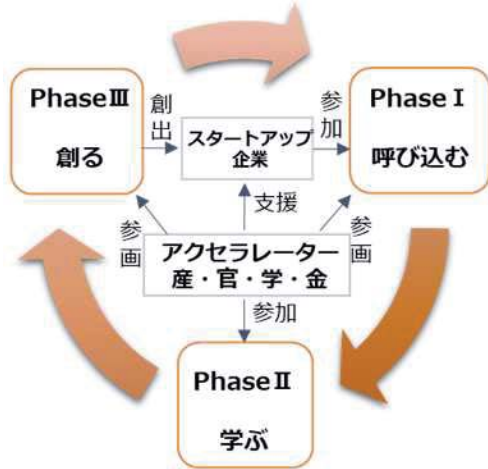 PhaseⅢ
創る
創出
スタートアップ
企業
参加
PhaseⅠ
呼び込む
支援
参画
アクセラレーター
産・官・学・金
参画
参加
PhaseⅡ
学ぶ